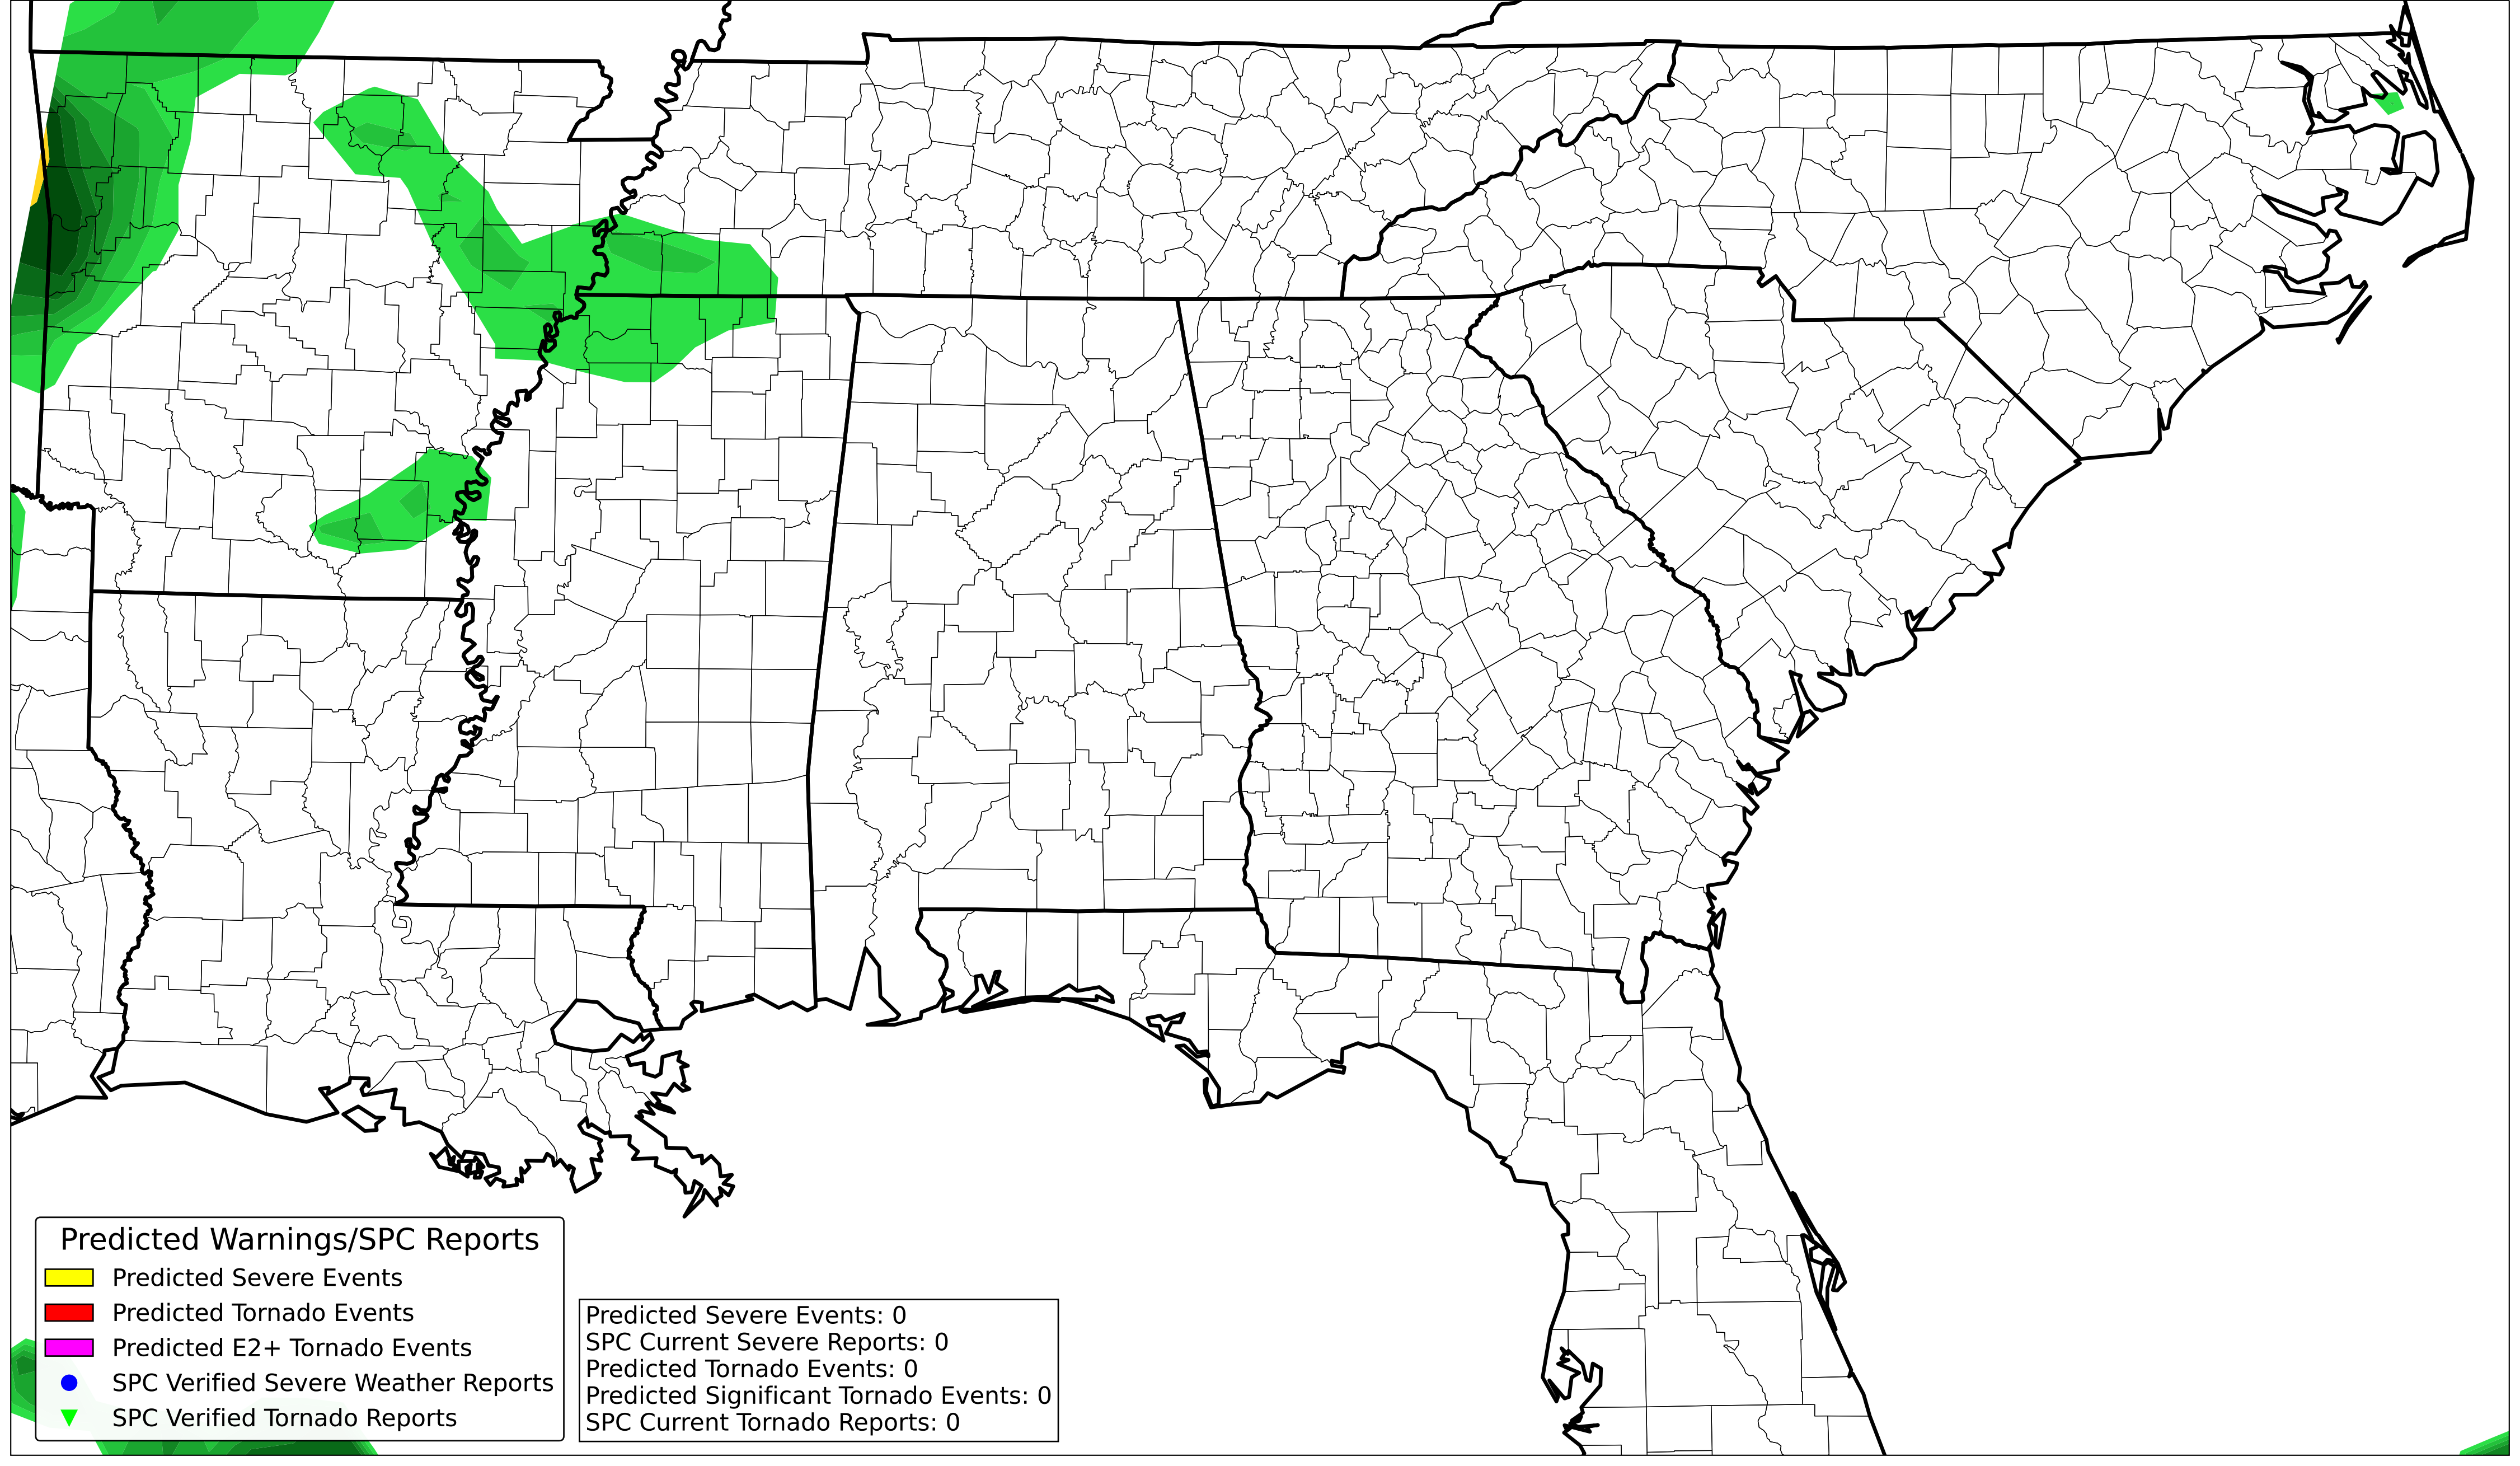 Predicted Warnings/SPC Reports
Predicted Severe Events
Predicted Tornado Events
Predicted E2+ Tornado Events
SPC Verified Severe Weather Reports
SPC Verified Tornado Reports
Predicted Severe Events: 0
SPC Current Severe Reports: 0
Predicted Tornado Events: 0
Predicted Significant Tornado Events: 0
SPC Current Tornado Reports: 0